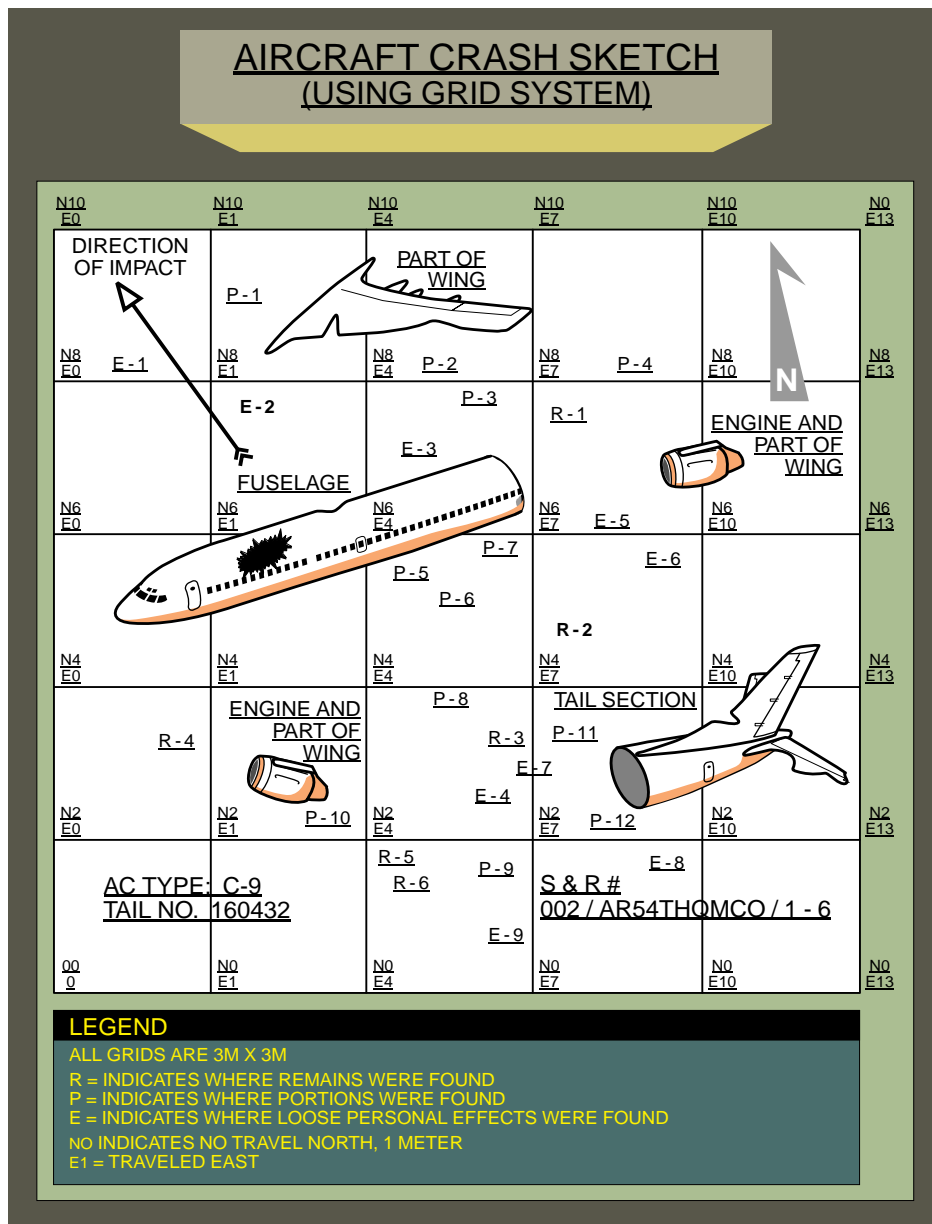 AIRCRAFT CRASH SKETCH
(USING GRID SYSTEM)
N10 N10 N10 N10 N10 N0
E0 E1 E4 E7 E10 E13
DIRECTION
OF IMPACT
PART OF
WING
P - 1
N8 N8 N8 N8 N8 N8
E0 E1 E4 E7 E10 E13
E - 1
P - 2
P - 4
E - 2
P - 3
R - 1
ENGINE AND
PART OF
WING
E - 3
FUSELAGE
N6 N6 N6 N6 N6 N6
E0 E1 E4 E7 E10 E13
E - 5
P - 7
E - 6
P - 5
P - 6
R - 2
N4 N4 N4 N4 N4 N4
E0 E1 E4 E7 E10 E13
ENGINE AND
PART OF
WING
P - 8
TAIL SECTION
R - 4
R - 3
P - 11
E - 7
E - 4
N2 N2 N2 N2 N2 N2
E0 E1 E4 E7 E10 E13
P - 10
P - 12
R - 5
P - 9
E - 8
R - 6
AC TYPE: C-9
TAIL NO. 160432
S & R #
002 / AR54THQMCO / 1 - 6
E - 9
00 N0 N0 N0 N0 N0
0 E1 E4 E7 E10 E13
N
LEGEND
ALL GRIDS ARE 3M X 3M
R = INDICATES WHERE REMAINS WERE FOUND
P = INDICATES WHERE PORTIONS WERE FOUND
E = INDICATES WHERE LOOSE PERSONAL EFFECTS WERE FOUND
NO INDICATES NO TRAVEL NORTH, 1 METER
E1 = TRAVELED EAST